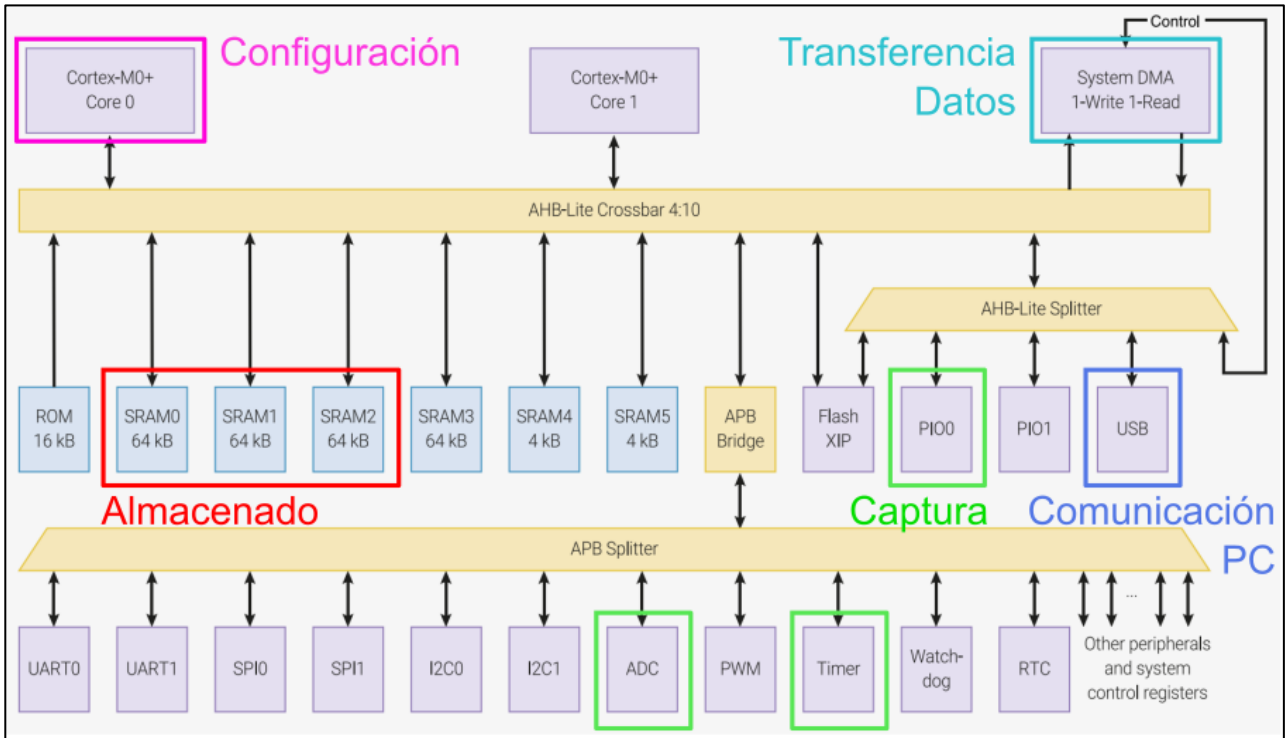 Control
Configuración
Transferencia
Datos
Cortex-M0+
Core 0
Cortex-M0+
Core 1
System DMA
1-Write 1-Read
AHB-Lite Crossbar 4:10
AHB-Lite Splitter
ROM
16 kB
SRAM0
64 kB
SRAM1
64 kB
SRAM2
64 kB
SRAM3
64 kB
SRAM4
4 kB
SRAM5
4 kB
APB
Bridge
Flash
XIP
PIO0
PIO1
USB
Almacenado
Captura
Comunicación
PC
APB Splitter
...
UART0
UART1
SPI0
SPI1
I2C0
I2C1
ADC
PWM
Timer
Watch-
dog
RTC
Other peripherals
and system
control registers